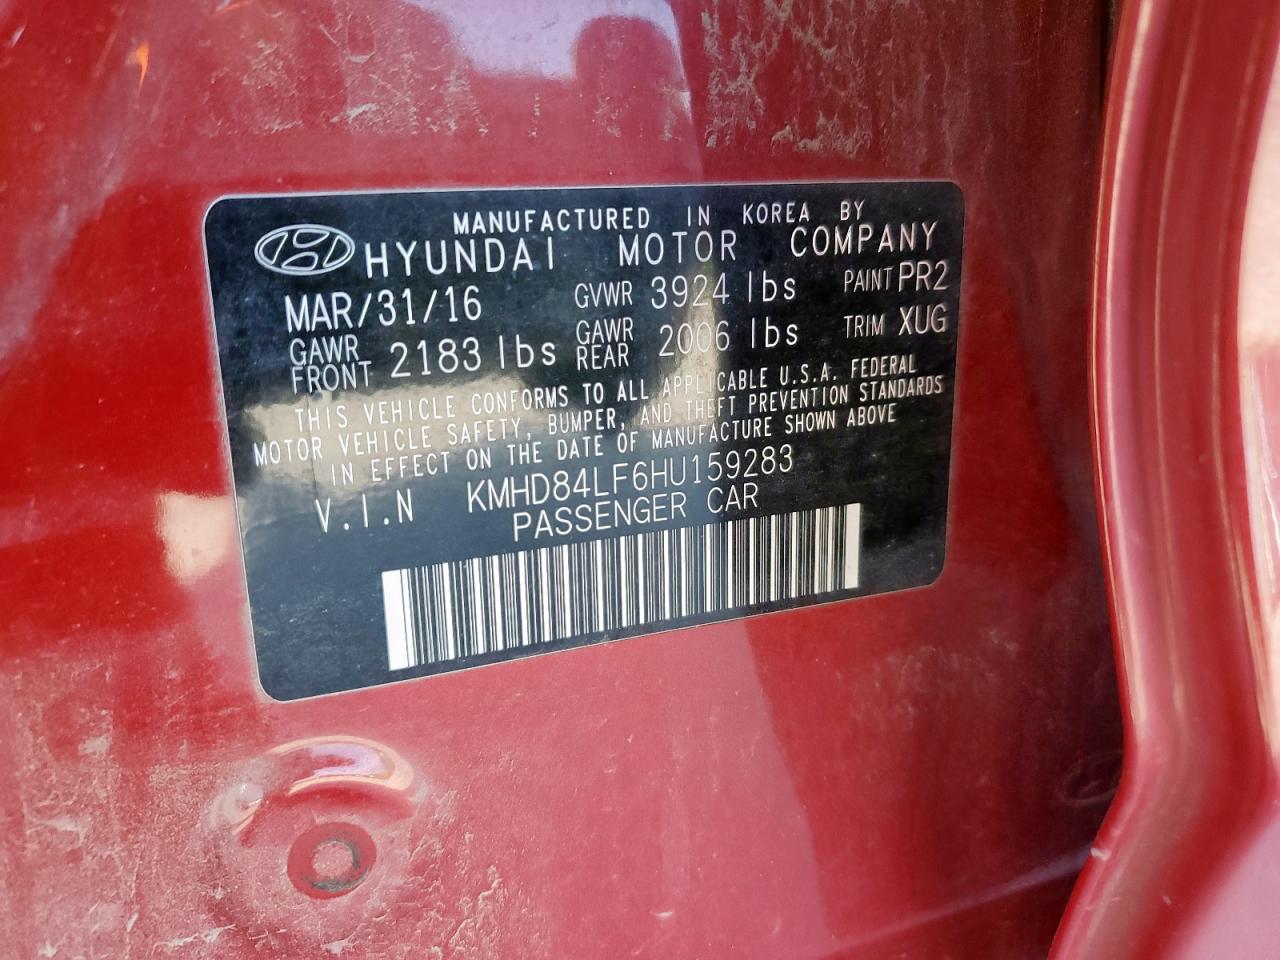 MANUFACTURED IN KOREA BY
HYUNDAI MOTOR COMPANY
MAR/31/16 GVWR 3924 lbs PAINT PR2
GAWR FRONT 2183 lbs GAWR REAR 2006 lbs TRIM XUG
THIS VEHICLE CONFORMS TO ALL APPLICABLE U.S.A. FEDERAL
MOTOR VEHICLE SAFETY, BUMPER, AND THEFT PREVENTION STANDARDS
IN EFFECT ON THE DATE OF MANUFACTURE SHOWN ABOVE
V.I.N KMHD84LF6HU159283
PASSENGER CAR